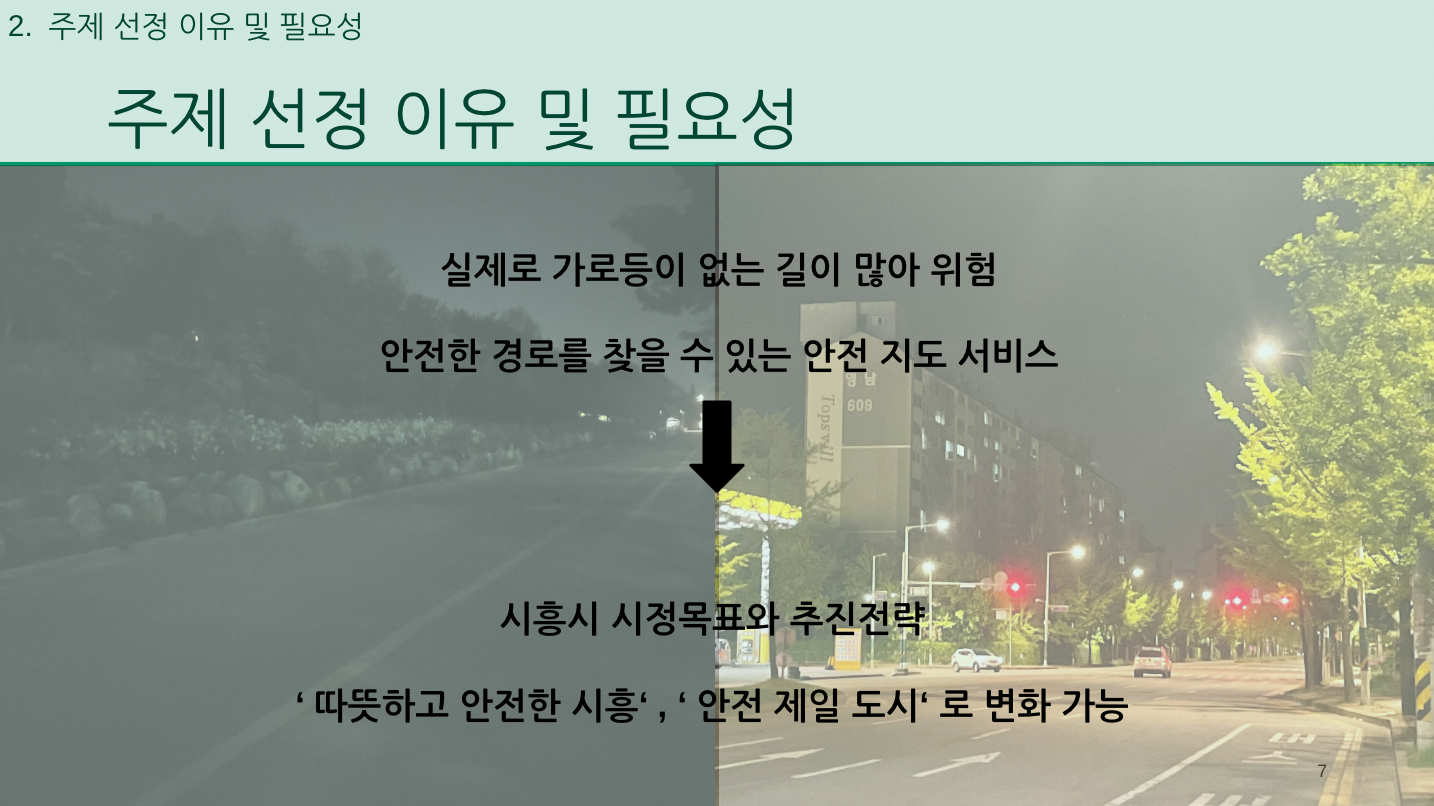 2. 주제 선정 이유 및 필요성
주제 선정 이유 및 필요성
실제로 가로등이 없는 길이 많아 위험
안전한 경로를 찾을 수 있는 안전 지도 서비스
영남
609
Topsvill
시흥시 시정목표와 추진전략
‘ 따뜻하고 안전한 시흥‘ , ‘ 안전 제일 도시‘ 로 변화 가능
7